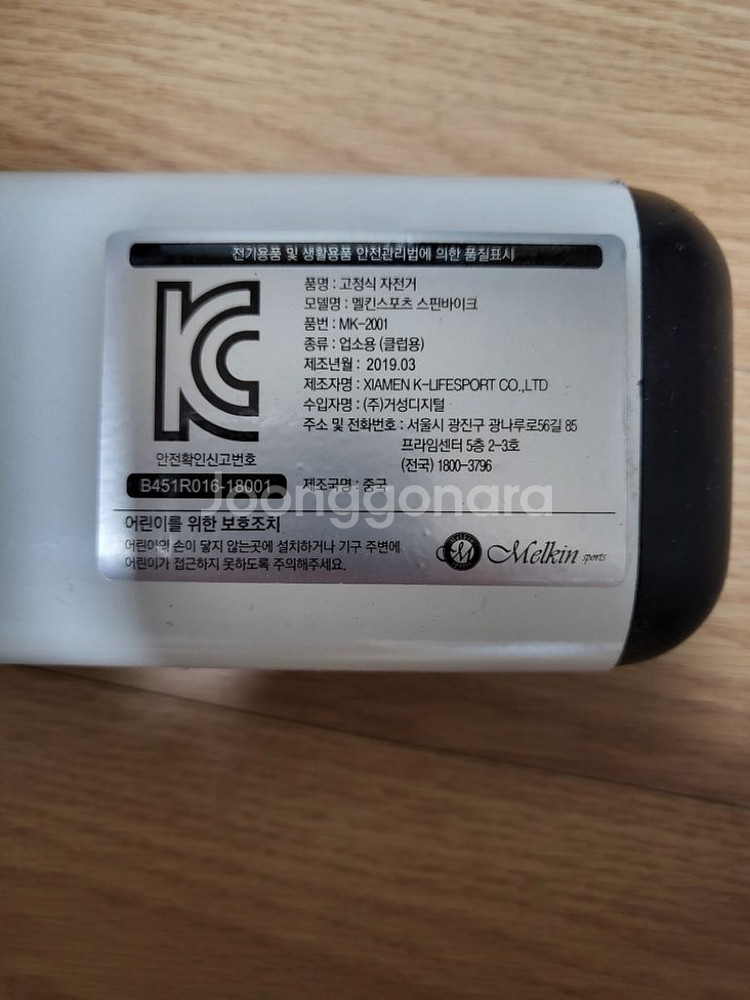 전기용품 및 생활용품 안전관리법에 의한 품질표시
품명 : 고정식 자전거
모델명 : 멜킨스포츠 스핀바이크
품번 : MK-2001
종류 : 업소용 (클럽용)
제조년월 : 2019.03
제조자명 : XIAMEN K-LIFESPORT CO.,LTD
수입자명 : (주)거성디지털
주소 및 전화번호 : 서울시 광진구 광나루로56길 85
프라임센터 5층 2-3호
(전국) 1800-3796
제조국명 : 중국
KC
안전확인신고번호
B451R016-18001
Joonggonara
어린이를 위한 보호조치
어린이의 손이 닿지 않는곳에 설치하거나 기구 주변에
어린이가 접근하지 못하도록 주의해주세요.
M Melkin sports